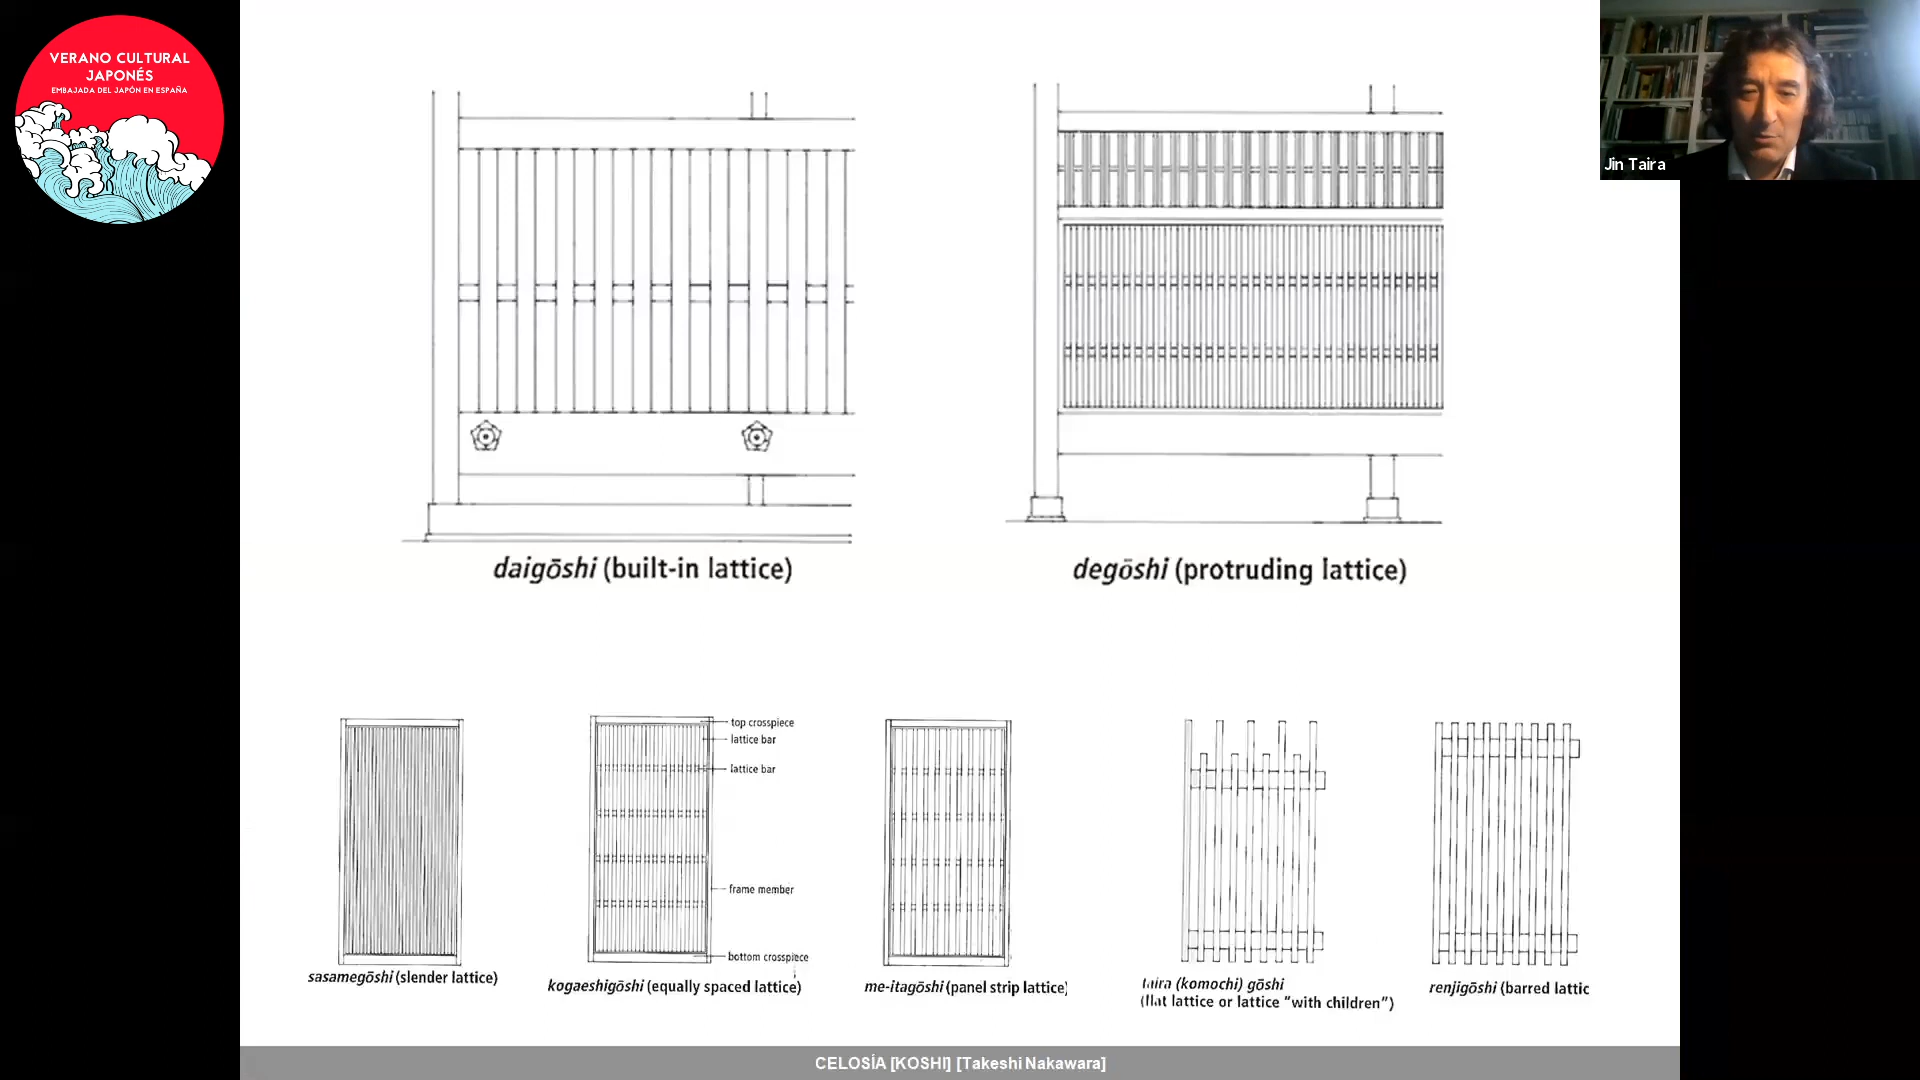 VERANO CULTURAL
JAPONÉS
EMBAJADA DEL JAPÓN EN ESPAÑA
Jin Taira
daigōshi (built-in lattice)
degōshi (protruding lattice)
top crosspiece
lattice bar
lattice bar
frame member
bottom crosspiece
sasamegōshi (slender lattice)
kogaeshigōshi (equally spaced lattice)
me-itagōshi (panel strip lattice)
(komochi) gōshi
(flat lattice or lattice “with children”)
renjigōshi (barred lattic
CELOSÍA [KOSHI] [Takeshi Nakawara]